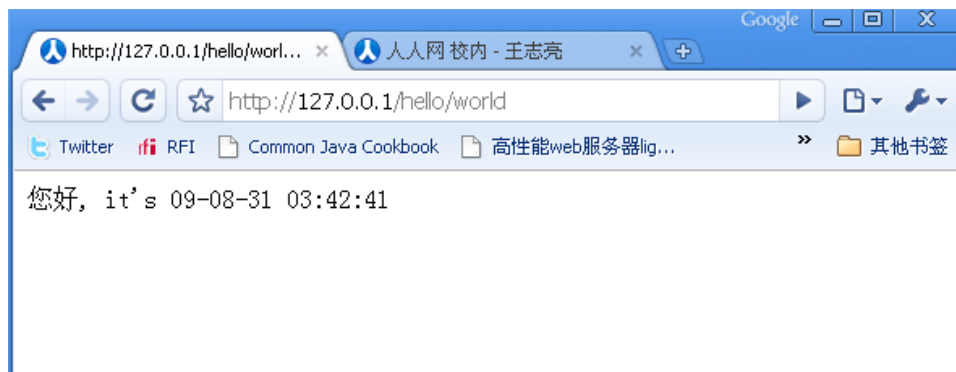 Google
http://127.0.0.1/hello/worl...
人人网 校内 - 王志亮
http://127.0.0.1/hello/world
Twitter
rfi RFI
Common Java Cookbook
高性能web服务器lig...
»
其他书签
您好, it's 09-08-31 03:42:41